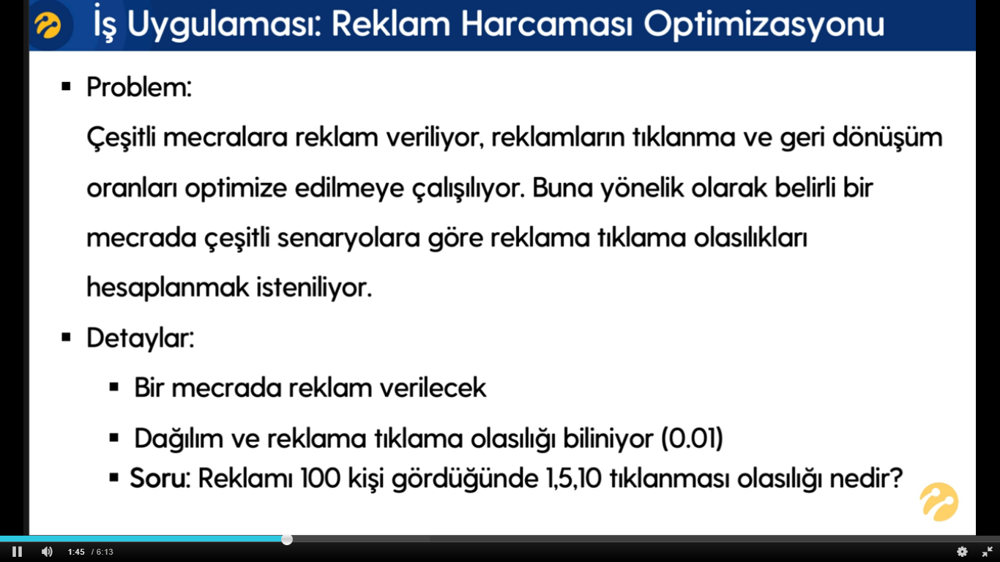 İş Uygulaması: Reklam Harcaması Optimizasyonu
▪ Problem:
Çeşitli mecralara reklam veriliyor, reklamların tıklanma ve geri dönüşüm
oranları optimize edilmeye çalışılıyor. Buna yönelik olarak belirli bir
mecrada çeşitli senaryolara göre reklama tıklama olasılıkları
hesaplanmak isteniliyor.
▪ Detaylar:
▪ Bir mecrada reklam verilecek
▪ Dağılım ve reklama tıklama olasılığı biliniyor (0.01)
▪ Soru: Reklamı 100 kişi gördüğünde 1,5,10 tıklanması olasılığı nedir?
1:45 / 6:13